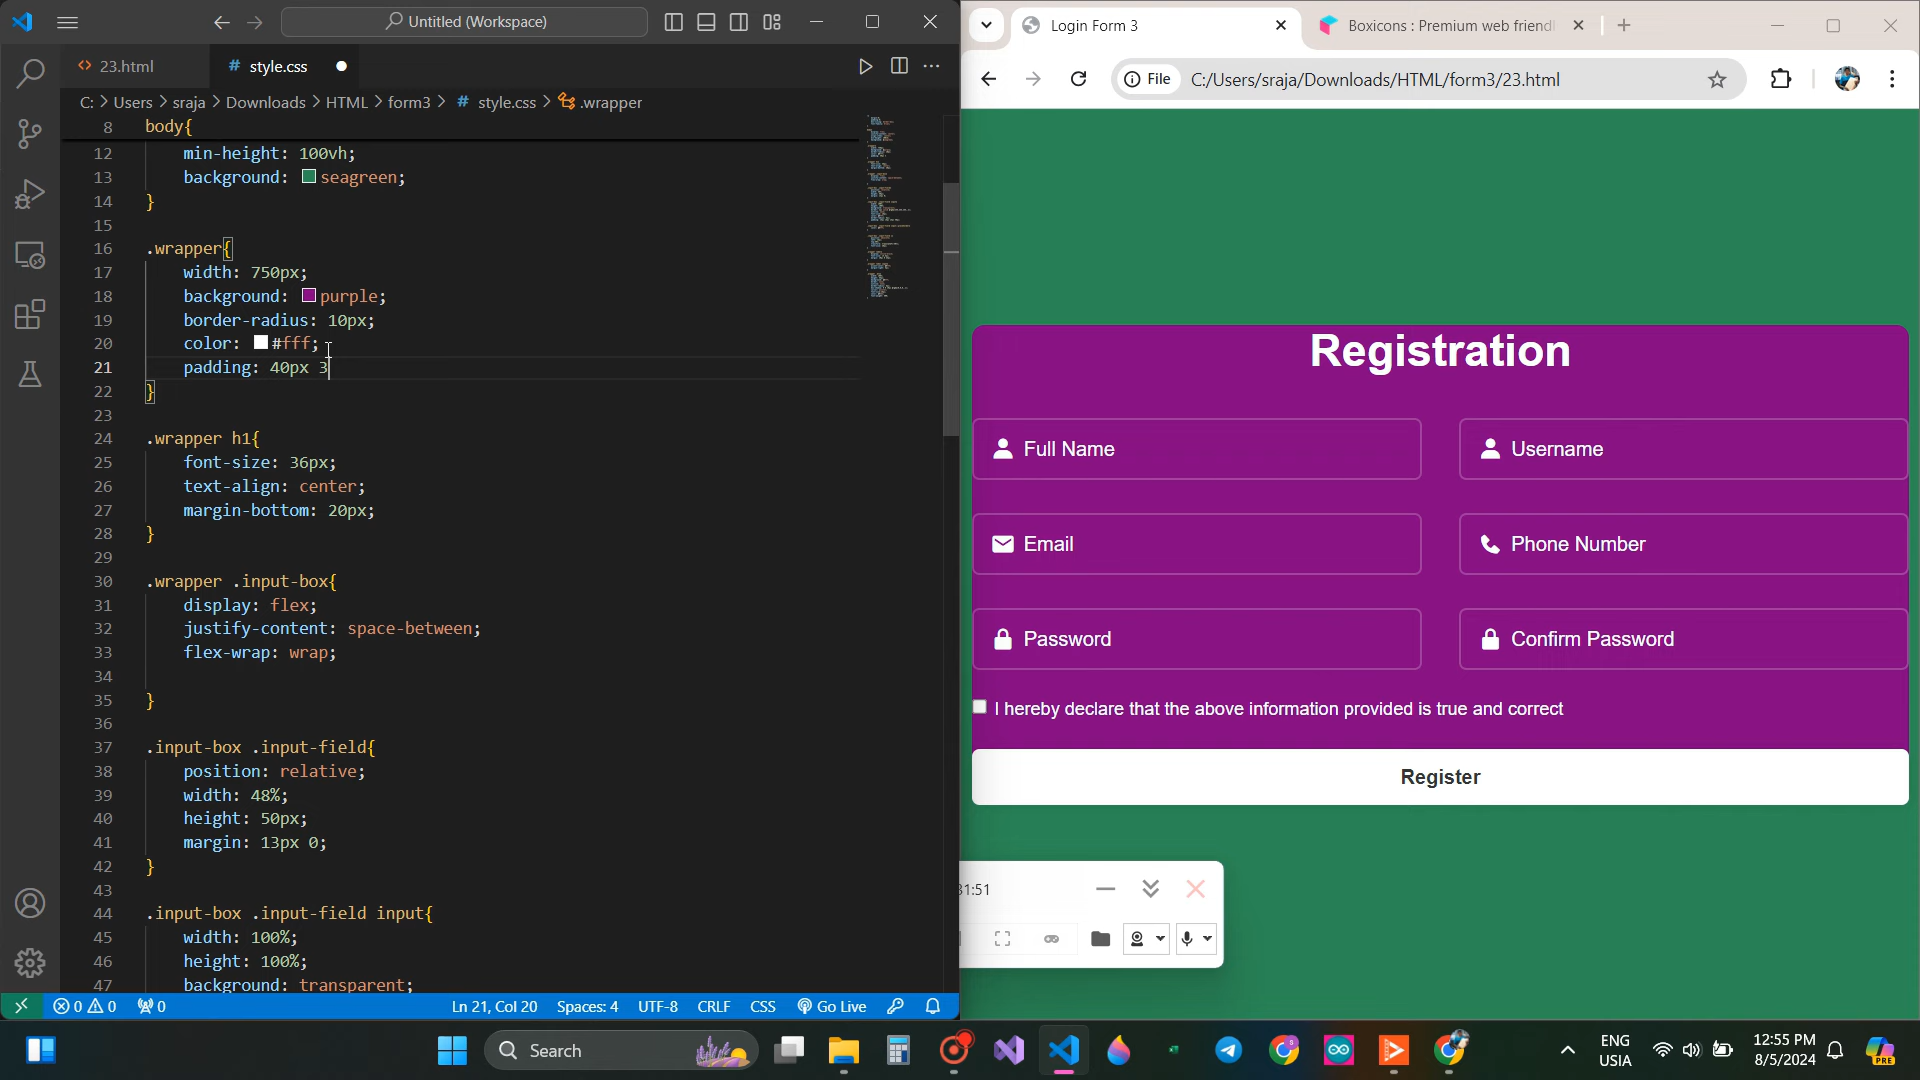 Untitled (Workspace)
23.html
# style.css
C: > Users > sraja > Downloads > HTML > form3 > # style.css > .wrapper
8 body{
12 min-height: 100vh;
13 background: seagreen;
14 }
15
16 .wrapper{
17 width: 750px;
18 background: purple;
19 border-radius: 10px;
20 color: #fff;
21 padding: 40px 3
22 }
23
24 .wrapper h1{
25 font-size: 36px;
26 text-align: center;
27 margin-bottom: 20px;
28 }
29
30 .wrapper .input-box{
31 display: flex;
32 justify-content: space-between;
33 flex-wrap: wrap;
34
35 }
36
37 .input-box .input-field{
38 position: relative;
39 width: 48%;
40 height: 50px;
41 margin: 13px 0;
42 }
43
44 .input-box .input-field input{
45 width: 100%;
46 height: 100%;
47 background: transparent;
0 0 0 Ln 21, Col 20 Spaces: 4 UTF-8 CRLF CSS Go Live
Login Form 3
Boxicons : Premium web friendl
File C:/Users/sraja/Downloads/HTML/form3/23.html
Registration
Full Name
Username
Email
Phone Number
Password
Confirm Password
I hereby declare that the above information provided is true and correct
Register
31:51
Search
ENG
USIA
12:55 PM
8/5/2024
PRE